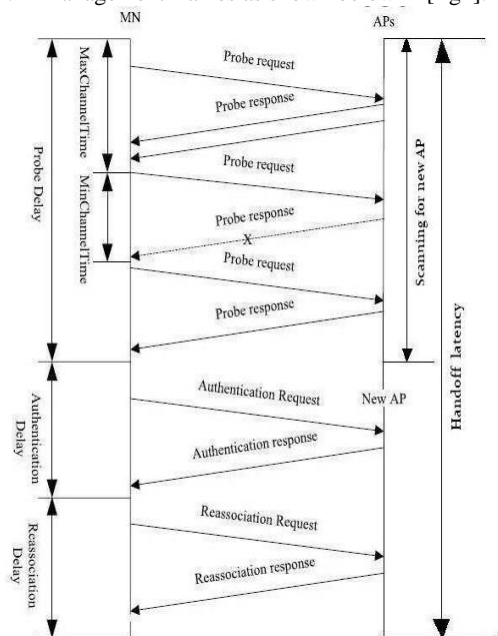 MN
APs
Probe request
MaxChannelTime
Probe response
Probe Delay
Probe request
MinChannelTime
Probe response
X
Probe request
Probe response
Scanning for new AP
Handoff latency
Authentication Request
New AP
Authentication
Delay
Authentication response
Reassociation Request
Reassociation
Delay
Reassociation response